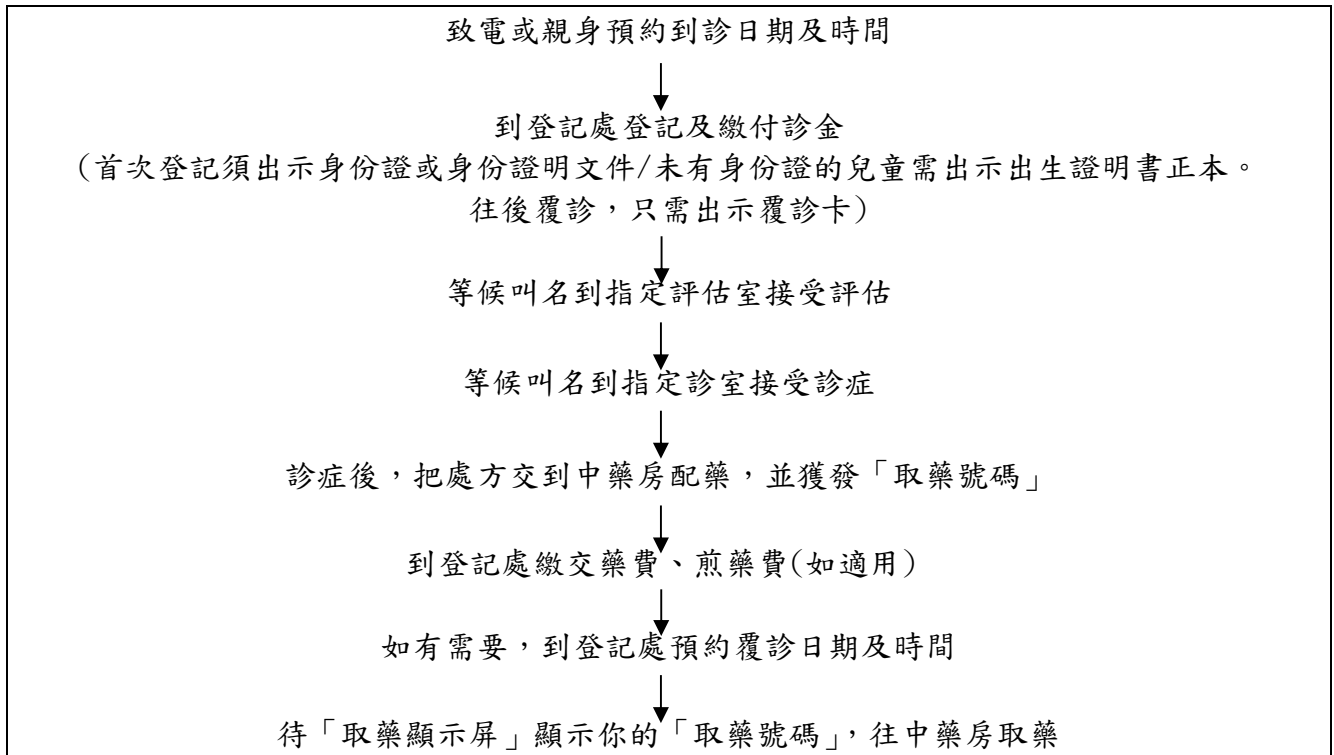 致電或親身預約到診日期及時間
到登記處登記及繳付診金
(首次登記須出示身份證或身份證明文件/未有身份證的兒童需出示出生證明書正本。
往後覆診，只需出示覆診卡)
等候叫名到指定評估室接受評估
等候叫名到指定診室接受診症
診症後，把處方交到中藥房配藥，並獲發「取藥號碼」
到登記處繳交藥費、煎藥費(如適用)
如有需要，到登記處預約覆診日期及時間
待「取藥顯示屏」顯示你的「取藥號碼」，往中藥房取藥